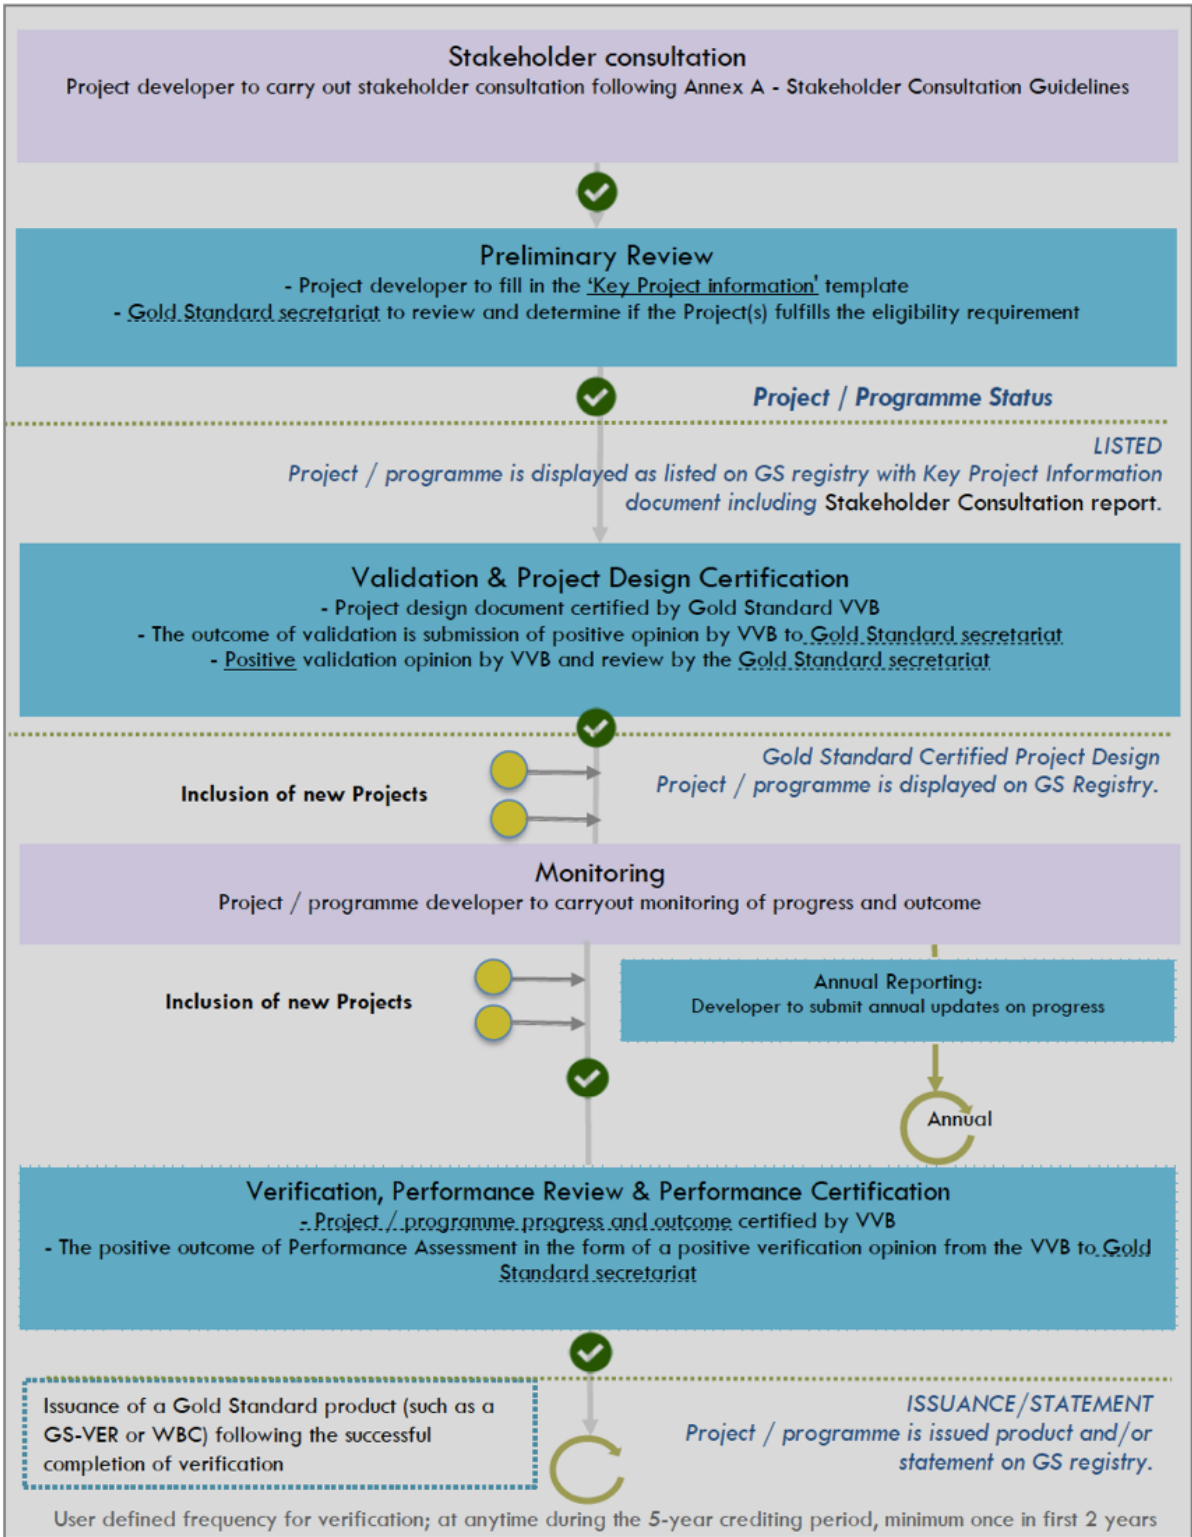 Stakeholder consultation
Project developer to carry out stakeholder consultation following Annex A - Stakeholder Consultation Guidelines
Preliminary Review
- Project developer to fill in the ‘Key Project information’ template
- Gold Standard secretariat to review and determine if the Project(s) fulfills the eligibility requirement
Project / Programme Status
LISTED
Project / programme is displayed as listed on GS registry with Key Project Information
document including Stakeholder Consultation report.
Validation & Project Design Certification
- Project design document certified by Gold Standard VVB
- The outcome of validation is submission of positive opinion by VVB to Gold Standard secretariat
- Positive validation opinion by VVB and review by the Gold Standard secretariat
Gold Standard Certified Project Design
Project / programme is displayed on GS Registry.
Inclusion of new Projects
Monitoring
Project / programme developer to carryout monitoring of progress and outcome
Inclusion of new Projects
Annual Reporting:
Developer to submit annual updates on progress
Annual
Verification, Performance Review & Performance Certification
- Project / programme progress and outcome certified by VVB
- The positive outcome of Performance Assessment in the form of a positive verification opinion from the VVB to Gold
Standard secretariat
Issuance of a Gold Standard product (such as a
GS-VER or WBC) following the successful
completion of verification
ISSUANCE/STATEMENT
Project / programme is issued product and/or
statement on GS registry.
User defined frequency for verification; at anytime during the 5-year crediting period, minimum once in first 2 years